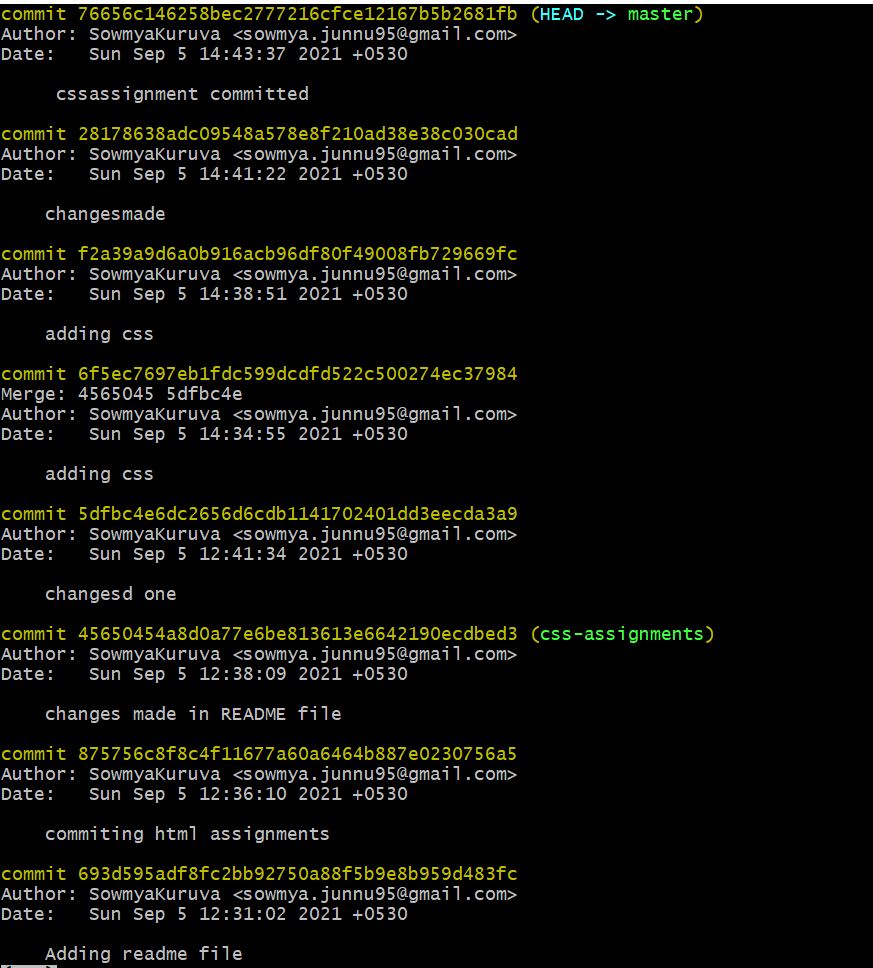 commit 76656c146258bec2777216cfce12167b5b2681fb (HEAD -> master)
Author: SowmyaKuruva <sowmya.junnu95@gmail.com>
Date:   Sun Sep 5 14:43:37 2021 +0530
cssassignment committed
commit 28178638adc09548a578e8f210ad38e38c030cad
Author: SowmyaKuruva <sowmya.junnu95@gmail.com>
Date:   Sun Sep 5 14:41:22 2021 +0530
changesmade
commit f2a39a9d6a0b916acb96df80f49008fb729669fc
Author: SowmyaKuruva <sowmya.junnu95@gmail.com>
Date:   Sun Sep 5 14:38:51 2021 +0530
adding css
commit 6f5ec7697eb1fdc599dcdfd522c500274ec37984
Merge: 4565045 5dfbc4e
Author: SowmyaKuruva <sowmya.junnu95@gmail.com>
Date:   Sun Sep 5 14:34:55 2021 +0530
adding css
commit 5dfbc4e6dc2656d6cdb1141702401dd3eecda3a9
Author: SowmyaKuruva <sowmya.junnu95@gmail.com>
Date:   Sun Sep 5 12:41:34 2021 +0530
changesd one
commit 45650454a8d0a77e6be813613e6642190ecdbed3 (css-assignments)
Author: SowmyaKuruva <sowmya.junnu95@gmail.com>
Date:   Sun Sep 5 12:38:09 2021 +0530
changes made in README file
commit 875756c8f8c4f11677a60a6464b887e0230756a5
Author: SowmyaKuruva <sowmya.junnu95@gmail.com>
Date:   Sun Sep 5 12:36:10 2021 +0530
commiting html assignments
commit 693d595adf8fc2bb92750a88f5b9e8b959d483fc
Author: SowmyaKuruva <sowmya.junnu95@gmail.com>
Date:   Sun Sep 5 12:31:02 2021 +0530
Adding readme file